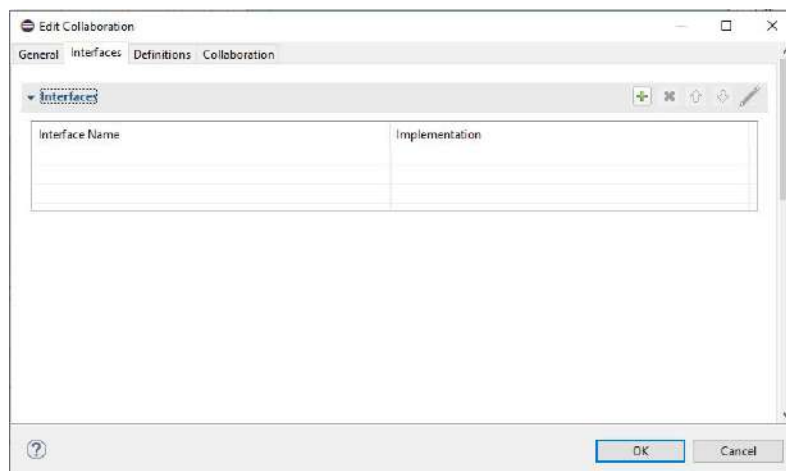 Edit Collaboration
General Interfaces Definitions Collaboration
Interfaces
Interface Name Implementation
OK Cancel